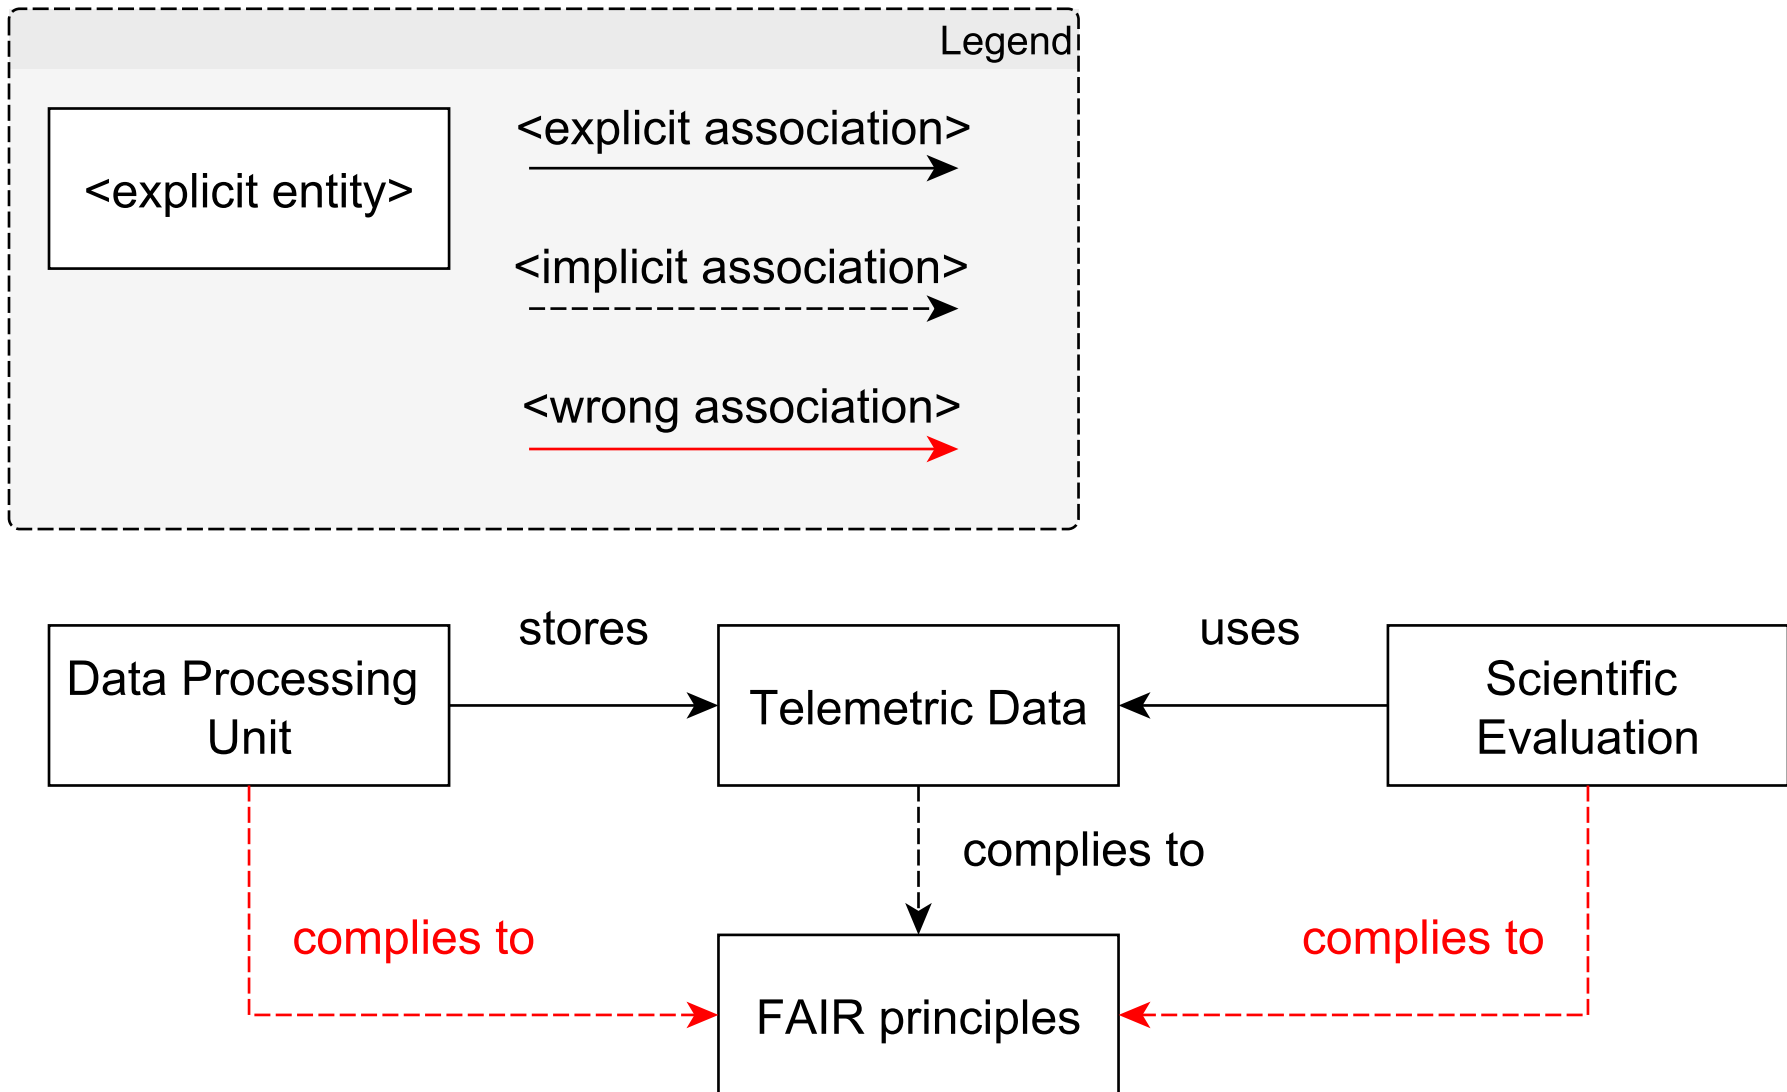 Legend
<explicit entity>
<explicit association>
<implicit association>
<wrong association>
stores
uses
Data Processing
Unit
Telemetric Data
Scientific
Evaluation
complies to
complies to
complies to
FAIR principles